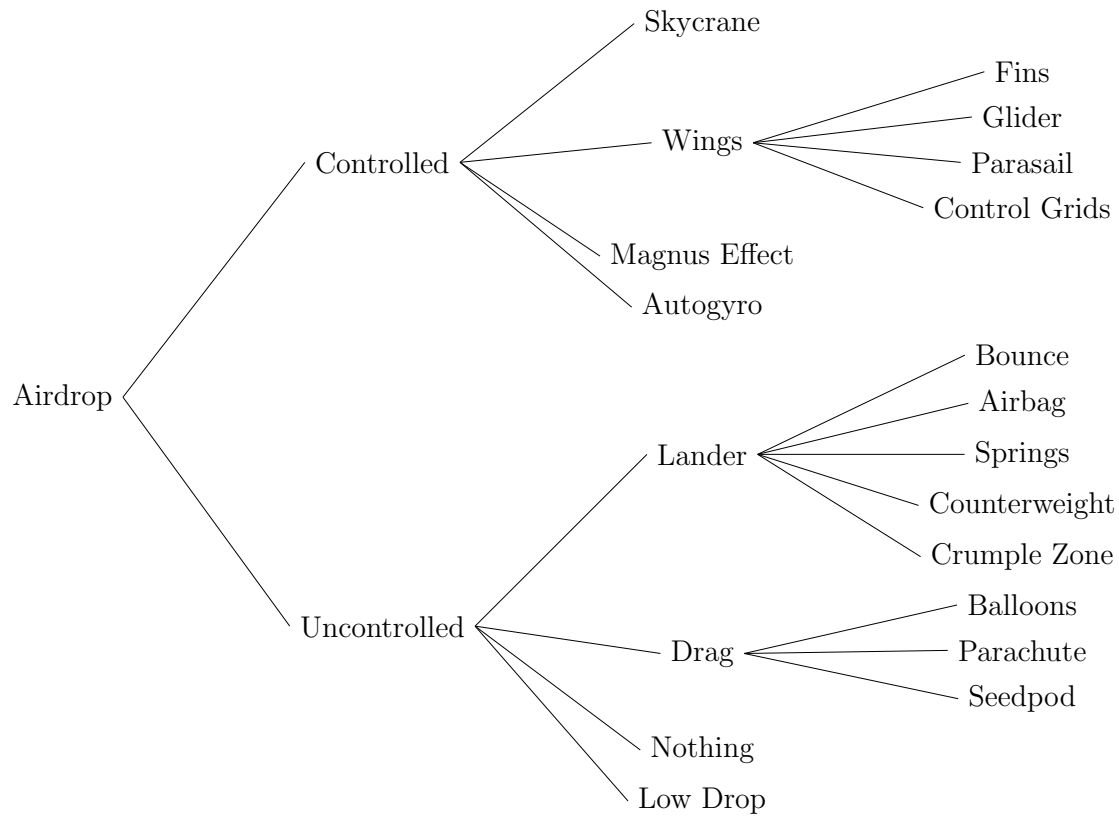 Skycrane
Fins
Glider
Wings
Parasail
Controlled
Control Grids
Magnus Effect
Autogyro
Bounce
Airdrop
Airbag
Lander
Springs
Counterweight
Crumple Zone
Balloons
Uncontrolled
Drag
Parachute
Seedpod
Nothing
Low Drop